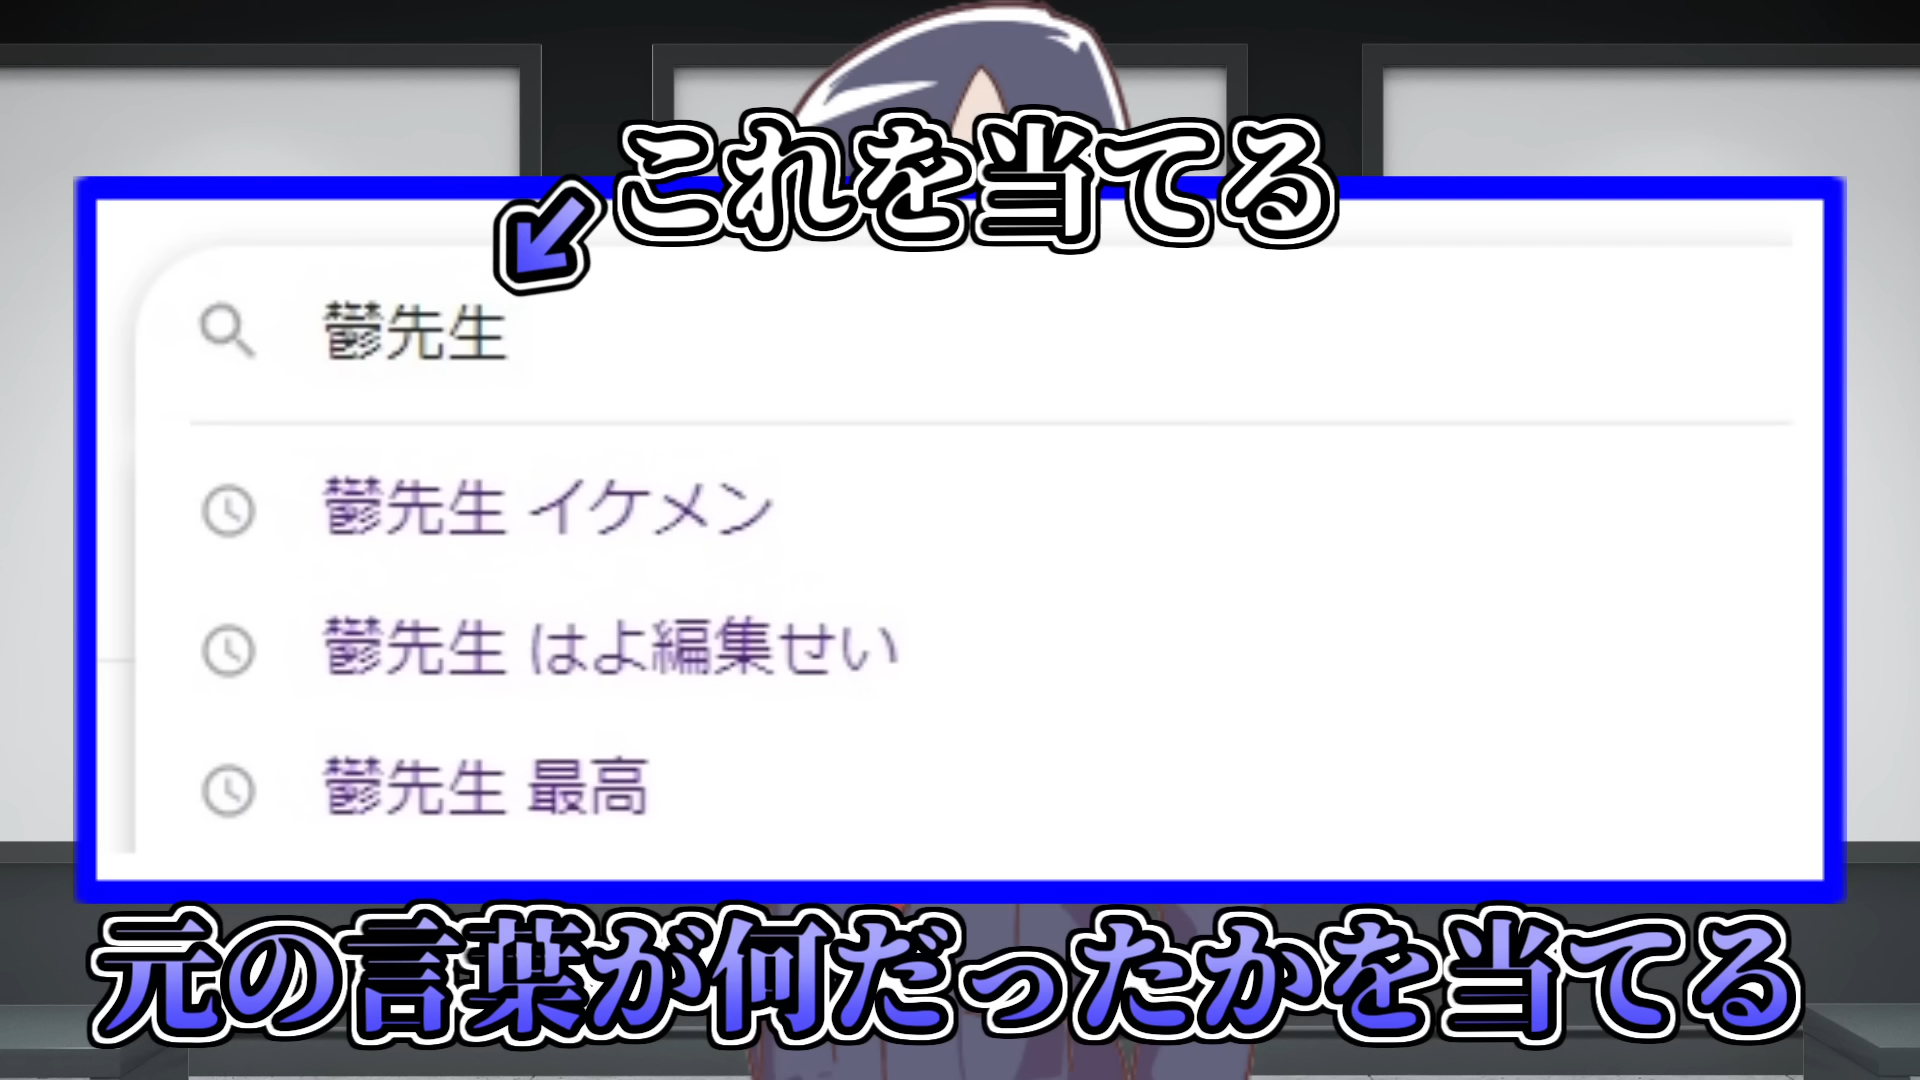 これを当てる
鬱先生
鬱先生 イケメン
鬱先生 はよ編集せい
鬱先生 最高
元の言葉が何だったかを当てる